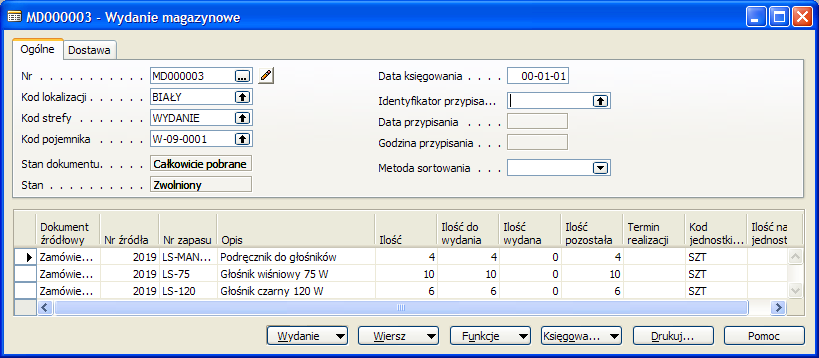 MD000003 - Wydanie magazynowe
Ogólne Dostawa
Nr . . . . . . . . . . . MD000003 ...
Data księgowania . . . . 00-01-01
Kod lokalizacji . . . . . . BIAŁY
Identyfikator przypisa...
Kod strefy . . . . . . . WYDANIE
Data przypisania . . . .
Kod pojemnika . . . . . W-09-0001
Godzina przypisania . .
Stan dokumentu. . . . . Całkowicie pobrane
Metoda sortowania . . .
Stan . . . . . . . . . . Zwolniony
Dokument źródłowy Nr źródła Nr zapasu Opis Ilość Ilość do wydania Ilość wydana Ilość pozostała Termin realizacji Kod jednostki... Ilość na jednost
Zamówie... 2019 LS-MAN... Podręcznik do głośników 4 4 0 4 SZT
Zamówie... 2019 LS-75 Głośnik wiśniowy 75 W 10 10 0 10 SZT
Zamówie... 2019 LS-120 Głośnik czarny 120 W 6 6 0 6 SZT
Wydanie Wiersz Funkcje Księgowa... Drukuj... Pomoc